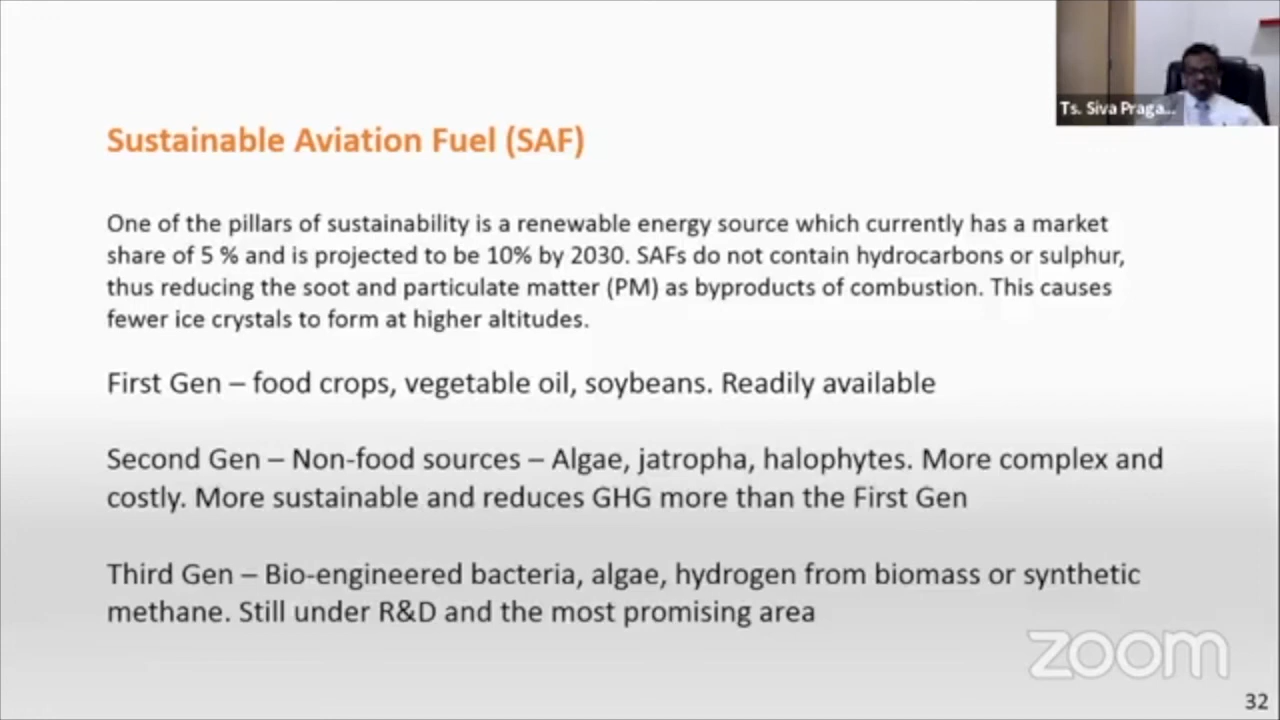 Ts. Siva Praga...
Sustainable Aviation Fuel (SAF)
One of the pillars of sustainability is a renewable energy source which currently has a market
share of 5 % and is projected to be 10% by 2030. SAFs do not contain hydrocarbons or sulphur,
thus reducing the soot and particulate matter (PM) as byproducts of combustion. This causes
fewer ice crystals to form at higher altitudes.
First Gen – food crops, vegetable oil, soybeans. Readily available
Second Gen – Non-food sources – Algae, jatropha, halophytes. More complex and
costly. More sustainable and reduces GHG more than the First Gen
Third Gen – Bio-engineered bacteria, algae, hydrogen from biomass or synthetic
methane. Still under R&D and the most promising area
zoom
32